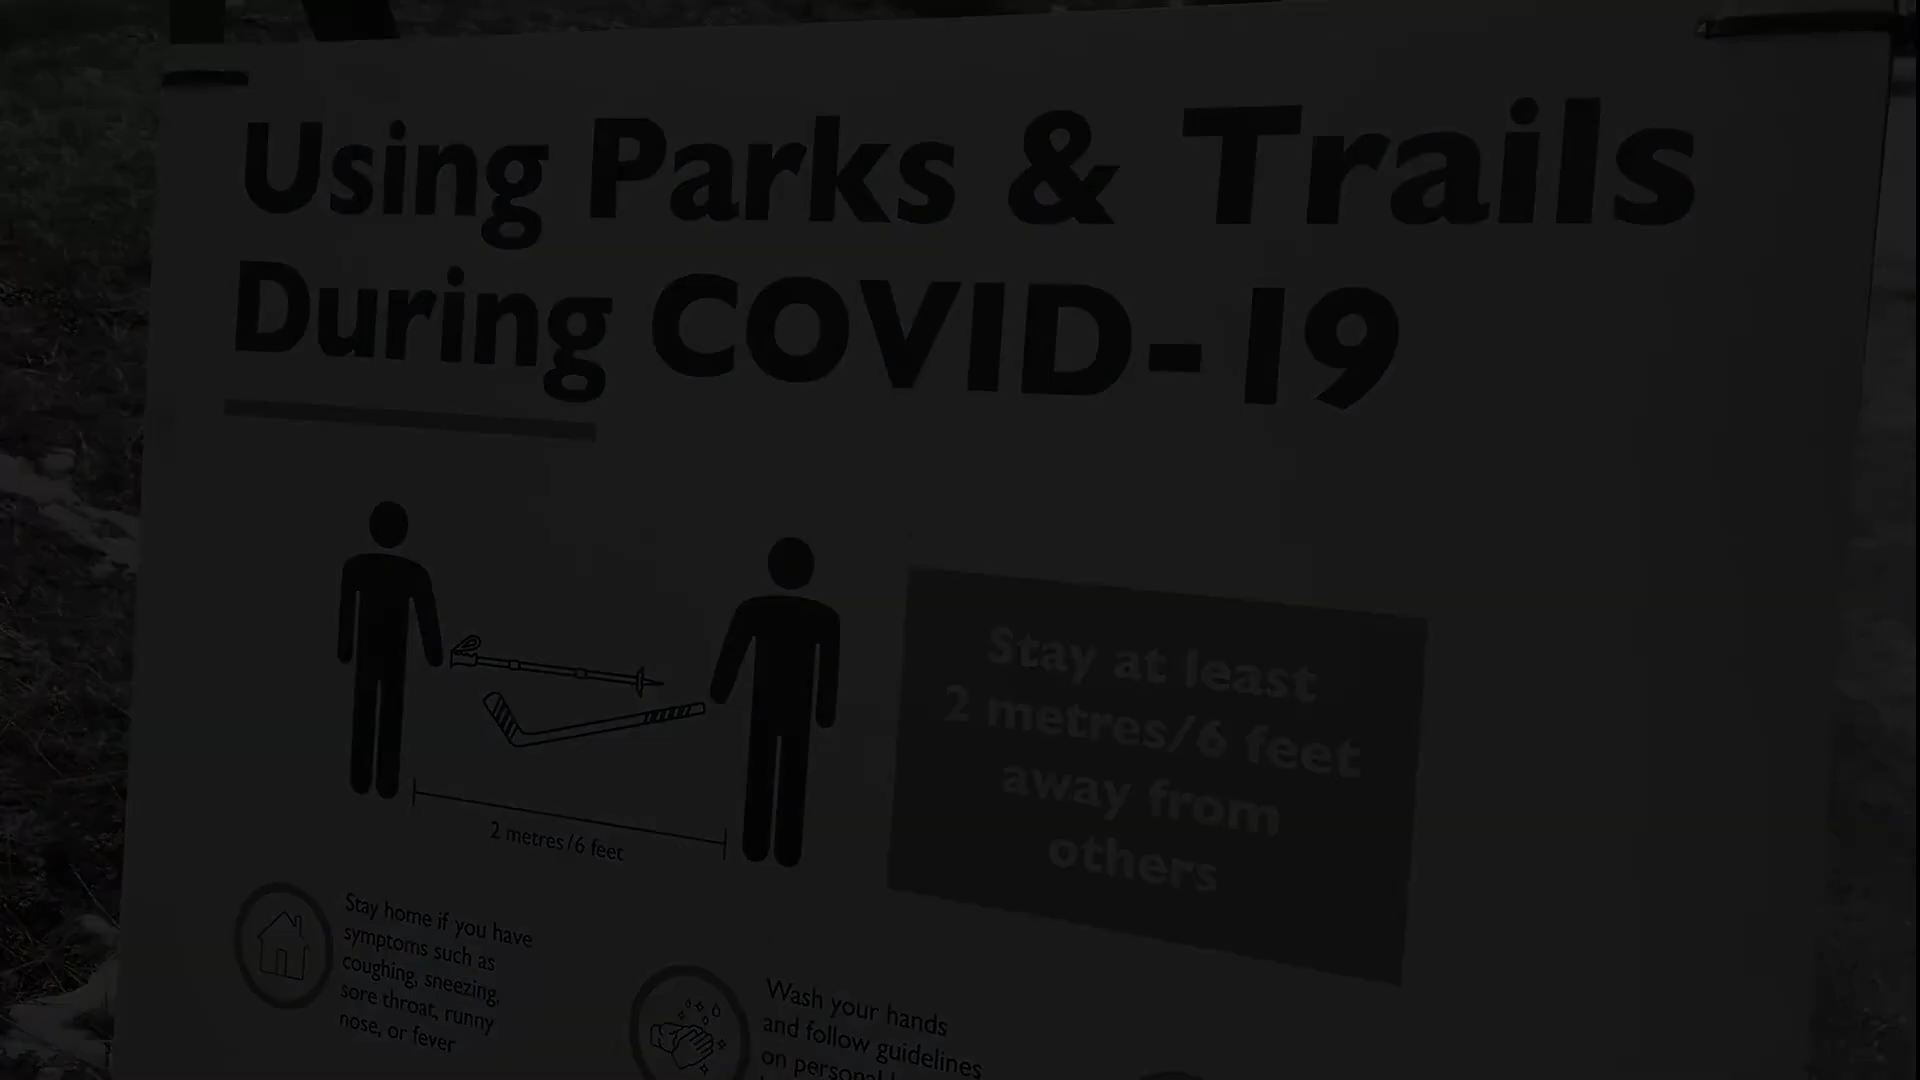 Using Parks & Trails
During COVID-19
Stay at least
2 metres/6 feet
away from
others
2 metres/6 feet
Stay home if you have
symptoms such as
coughing, sneezing,
sore throat, runny
nose, or fever
Wash your hands
and follow guidelines
on personal